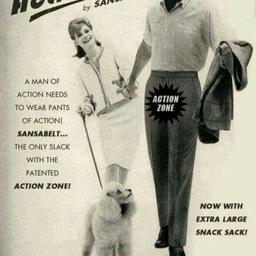 by
A MAN OF
ACTION NEEDS
TO WEAR PANTS
OF ACTION!
SANSABELT...
THE ONLY SLACK
WITH THE
PATENTED
ACTION ZONE!
ACTION
ZONE
NOW WITH
EXTRA LARGE
SNACK SACK!